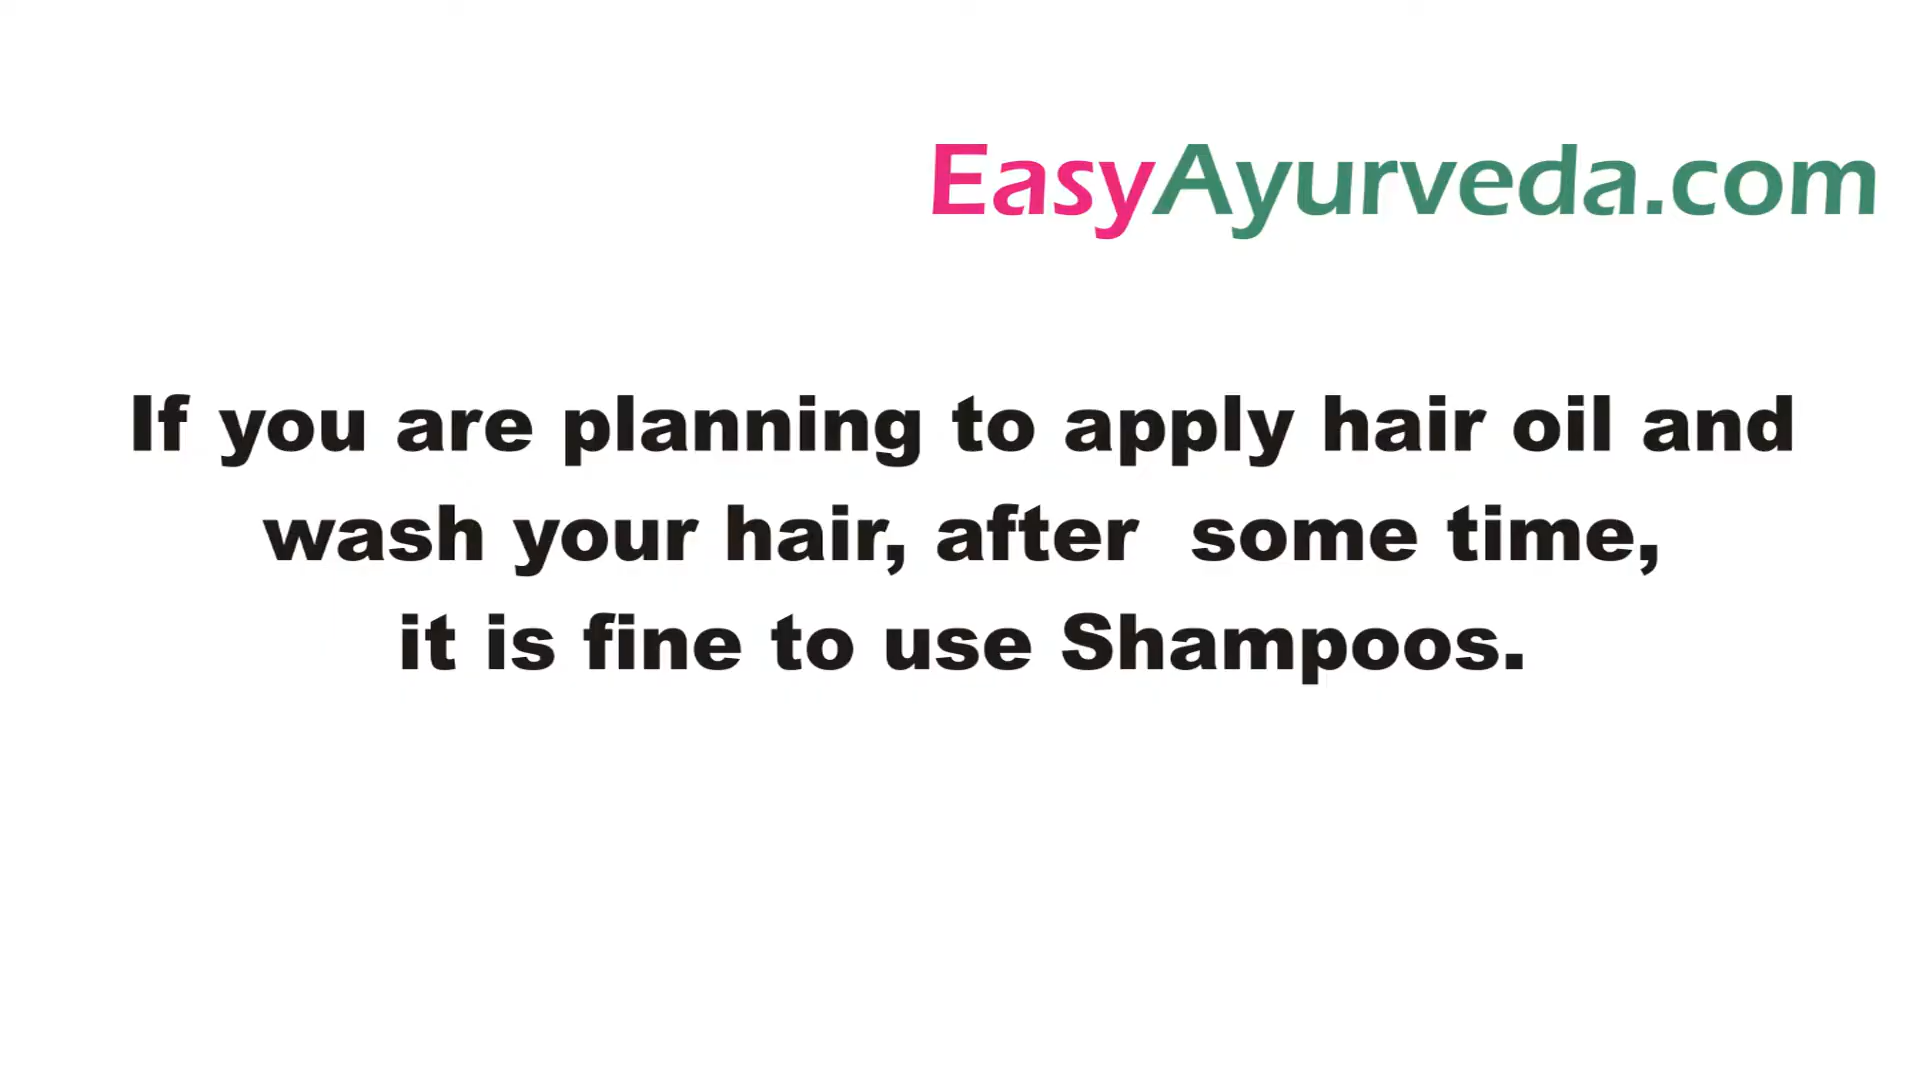 EasyAyurveda.com
If you are planning to apply hair oil and
wash your hair, after  some time,
it is fine to use Shampoos.